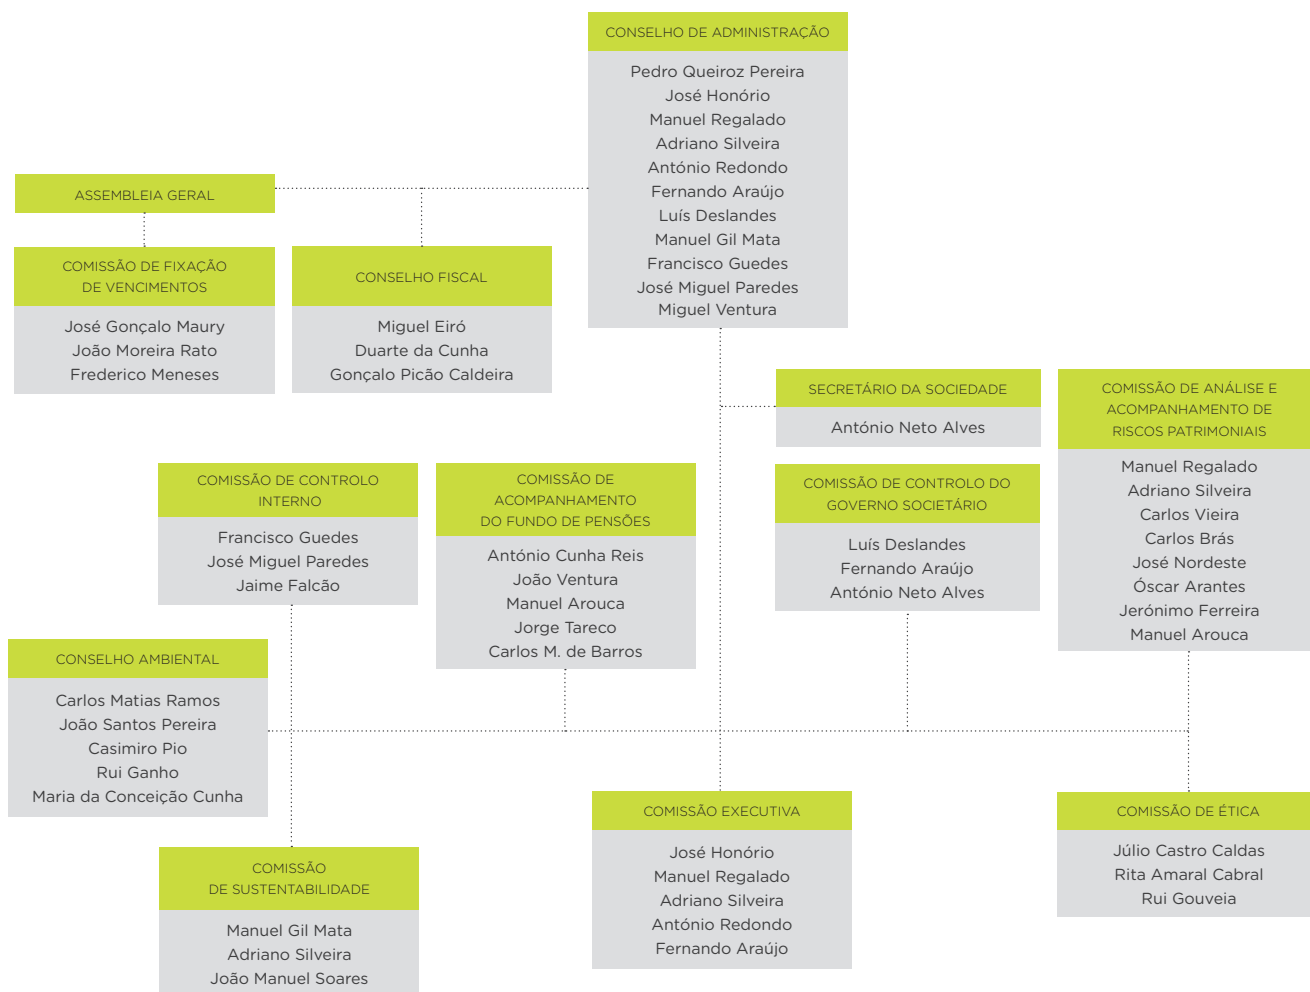 CONSELHO DE ADMINISTRAÇÃO
Pedro Queiroz Pereira
José Honório
Manuel Regalado
Adriano Silveira
António Redondo
Fernando Araújo
Luís Deslandes
Manuel Gil Mata
Francisco Guedes
José Miguel Paredes
Miguel Ventura
ASSEMBLEIA GERAL
COMISSÃO DE FIXAÇÃO
DE VENCIMENTOS
José Gonçalo Maury
João Moreira Rato
Frederico Meneses
CONSELHO FISCAL
Miguel Eiró
Duarte da Cunha
Gonçalo Picão Caldeira
SECRETÁRIO DA SOCIEDADE
António Neto Alves
COMISSÃO DE ANÁLISE E
ACOMPANHAMENTO DE
RISCOS PATRIMONIAIS
Manuel Regalado
Adriano Silveira
Carlos Vieira
Carlos Brás
José Nordeste
Óscar Arantes
Jerónimo Ferreira
Manuel Arouca
COMISSÃO DE CONTROLO
INTERNO
Francisco Guedes
José Miguel Paredes
Jaime Falcão
COMISSÃO DE
ACOMPANHAMENTO
DO FUNDO DE PENSÕES
António Cunha Reis
João Ventura
Manuel Arouca
Jorge Tareco
Carlos M. de Barros
COMISSÃO DE CONTROLO DO
GOVERNO SOCIETÁRIO
Luís Deslandes
Fernando Araújo
António Neto Alves
CONSELHO AMBIENTAL
Carlos Matias Ramos
João Santos Pereira
Casimiro Pio
Rui Ganho
Maria da Conceição Cunha
COMISSÃO
DE SUSTENTABILIDADE
Manuel Gil Mata
Adriano Silveira
João Manuel Soares
COMISSÃO EXECUTIVA
José Honório
Manuel Regalado
Adriano Silveira
António Redondo
Fernando Araújo
COMISSÃO DE ÉTICA
Júlio Castro Caldas
Rita Amaral Cabral
Rui Gouveia